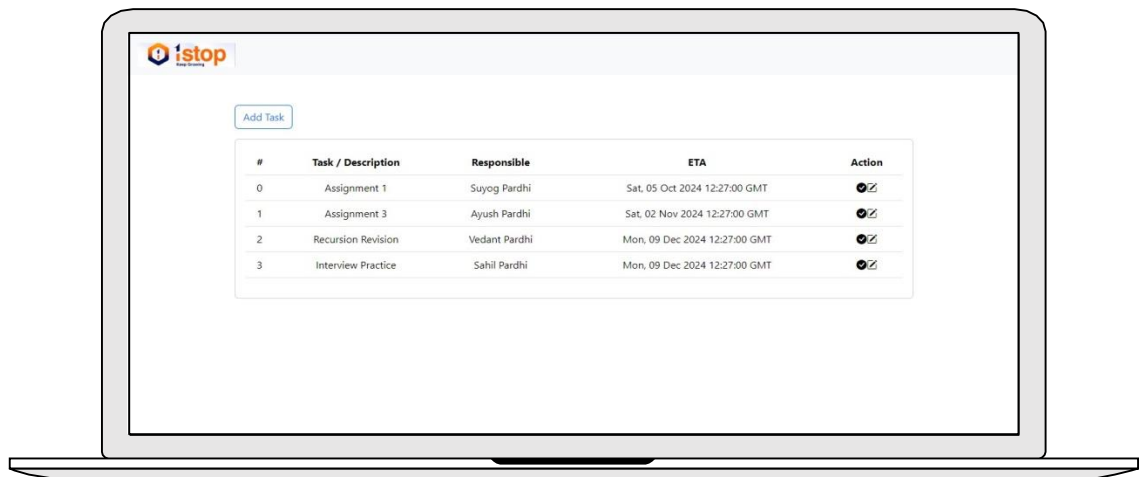 1stop
Keep Growing
Add Task
# Task / Description Responsible ETA Action
0 Assignment 1 Suyog Pardhi Sat, 05 Oct 2024 12:27:00 GMT
1 Assignment 3 Ayush Pardhi Sat, 02 Nov 2024 12:27:00 GMT
2 Recursion Revision Vedant Pardhi Mon, 09 Dec 2024 12:27:00 GMT
3 Interview Practice Sahil Pardhi Mon, 09 Dec 2024 12:27:00 GMT